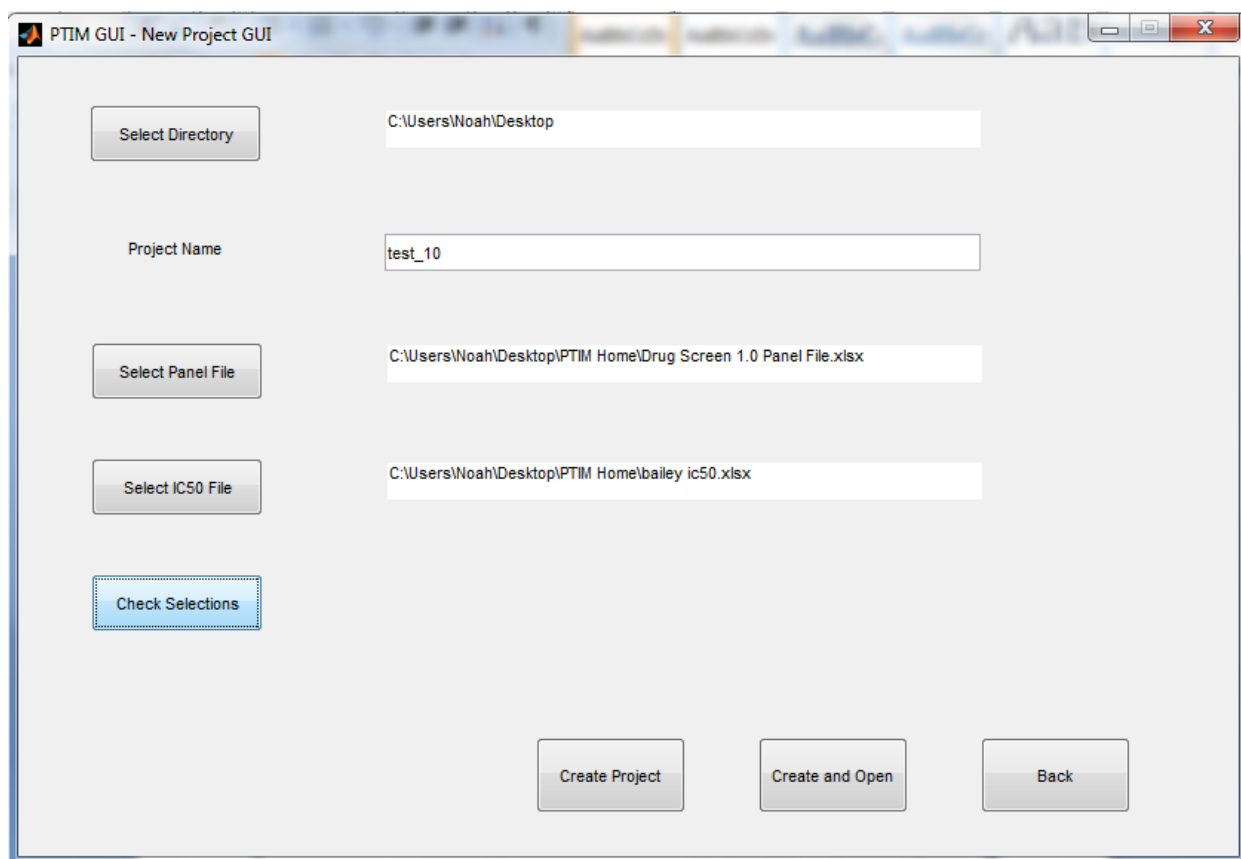 PTIM GUI - New Project GUI
Select Directory
C:\Users\Noah\Desktop
Project Name
test_10
Select Panel File
C:\Users\Noah\Desktop\PTIM Home\Drug Screen 1.0 Panel File.xlsx
Select IC50 File
C:\Users\Noah\Desktop\PTIM Home\bailey ic50.xlsx
Check Selections
Create Project
Create and Open
Back